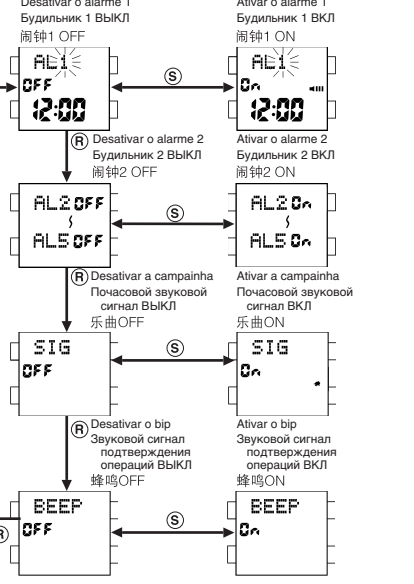 Desativar o alarme 1
Ativar o alarme 1
Будильник 1 ВЫКЛ
Будильник 1 ВКЛ
闹钟1 OFF
闹钟1 ON
AL1
OFF
12:00
S
AL1
On
12:00
R
Desativar o alarme 2
Ativar o alarme 2
Будильник 2 ВЫКЛ
Будильник 2 ВКЛ
闹钟2 OFF
闹钟2 ON
AL2 OFF
AL5 OFF
S
AL2 On
AL5 On
R
Desativar a campainha
Ativar a campainha
Почасовой звуковой
сигнал ВЫКЛ
Почасовой звуковой
сигнал ВКЛ
乐曲OFF
乐曲ON
SIG
OFF
S
SIG
On
R
Desativar o bip
Ativar o bip
Звуковой сигнал
подтверждения
операций ВЫКЛ
Звуковой сигнал
подтверждения
операций ВКЛ
蜂鸣OFF
蜂鸣ON
BEEP
OFF
S
BEEP
On
R